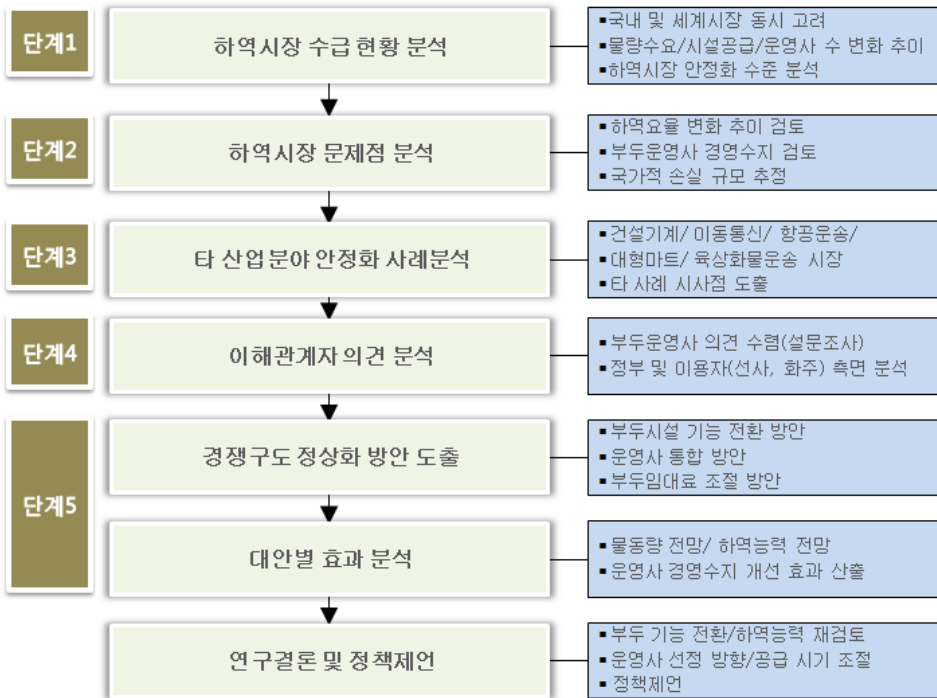 단계1
하역시장 수급 현황 분석
▪국내 및 세계시장 동시 고려
▪물량수요/시설공급/운영사 수 변화 추이
▪하역시장 안정화 수준 분석
단계2
하역시장 문제점 분석
▪하역요율 변화 추이 검토
▪부두운영사 경영수지 검토
▪국가적 손실 규모 추정
단계3
타 산업분야 안정화 사례분석
▪건설기계/ 이동통신/ 항공운송/
▪대형마트/ 육상화물운송 시장
▪타 사례 시사점 도출
단계4
이해관계자 의견 분석
▪부두운영사 의견 수렴(설문조사)
▪정부 및 이용자(선사, 화주) 측면 분석
단계5
경쟁구도 정상화 방안 도출
▪부두시설 기능 전환 방안
▪운영사 통합 방안
▪부두임대료 조절 방안
대안별 효과 분석
▪물동량 전망/ 하역능력 전망
▪운영사 경영수지 개선 효과 산출
연구결론 및 정책제언
▪부두 기능 전환/하역능력 재검토
▪운영사 선정 방향/공급 시기 조절
▪정책제언